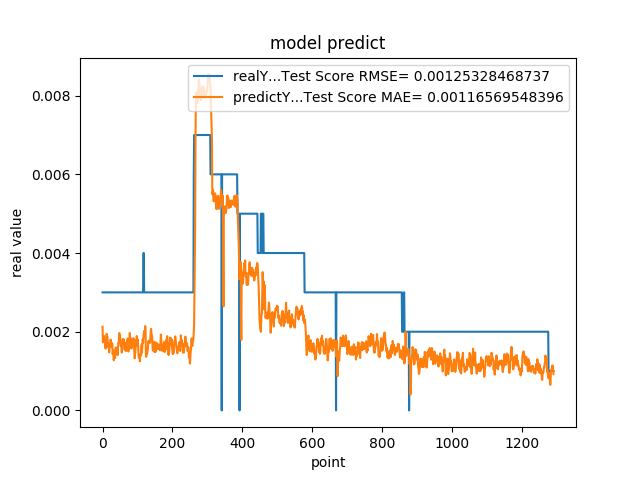 model predict
realY...Test Score RMSE= 0.00125328468737
predictY...Test Score MAE= 0.00116569548396
real value
0.008
0.006
0.004
0.002
0.000
0 200 400 600 800 1000 1200
point